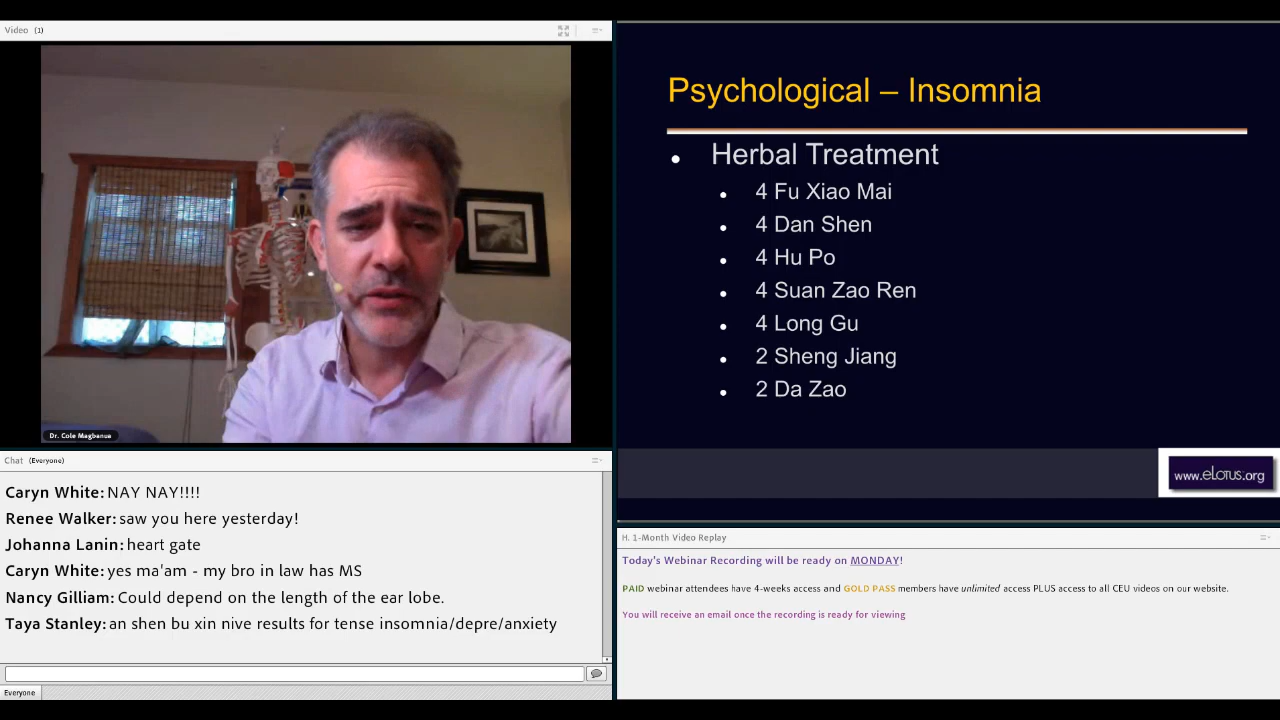 Video (1)
Dr. Cole Magbanua
Psychological – Insomnia
• Herbal Treatment
• 4 Fu Xiao Mai
• 4 Dan Shen
• 4 Hu Po
• 4 Suan Zao Ren
• 4 Long Gu
• 2 Sheng Jiang
• 2 Da Zao
www.eLotus.org
Chat (Everyone)
Caryn White: NAY NAY!!!!
Renee Walker: saw you here yesterday!
Johanna Lanin: heart gate
Caryn White: yes ma'am - my bro in law has MS
Nancy Gilliam: Could depend on the length of the ear lobe.
Taya Stanley: an shen bu xin nive results for tense insomnia/depre/anxiety
Everyone
H. 1-Month Video Replay
Today's Webinar Recording will be ready on MONDAY!
PAID webinar attendees have 4-weeks access and GOLD PASS members have unlimited access PLUS access to all CEU videos on our website.
You will receive an email once the recording is ready for viewing